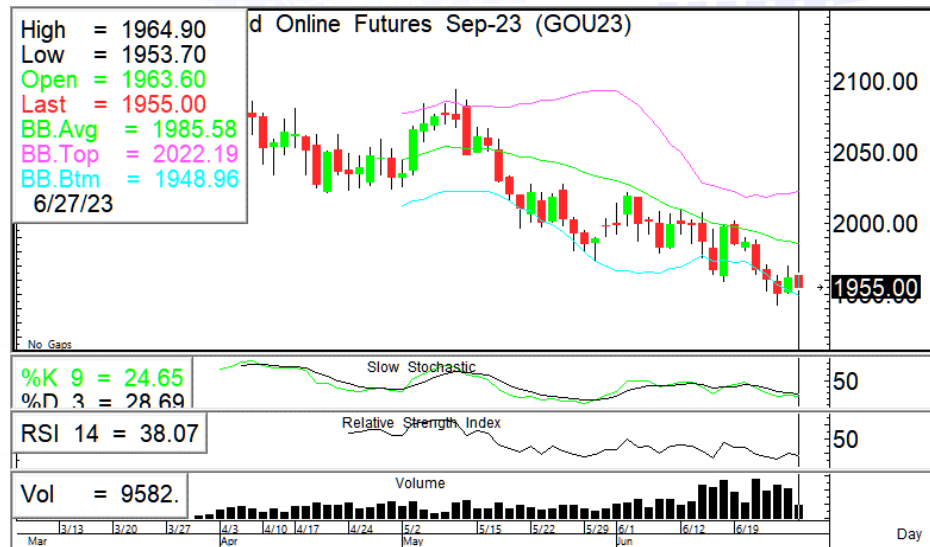 d Online Futures Sep-23 (GOU23)
High = 1964.90
Low = 1953.70
Open = 1963.60
Last = 1955.00
BB.Avg = 1985.58
BB.Top = 2022.19
BB.Btm = 1948.96
6/27/23
2100.00
2050.00
2000.00
1955.00
No Gaps
Slow Stochastic
%K 9 = 24.65
%D 3 = 28.69
50
Relative Strength Index
RSI 14 = 38.07
50
Volume
Vol = 9582.
3/13 3/20 3/27 4/3 4/10 4/17 4/24 5/2 5/15 5/22 5/29 6/1 6/12 6/19
Mar Apr May Jun Day